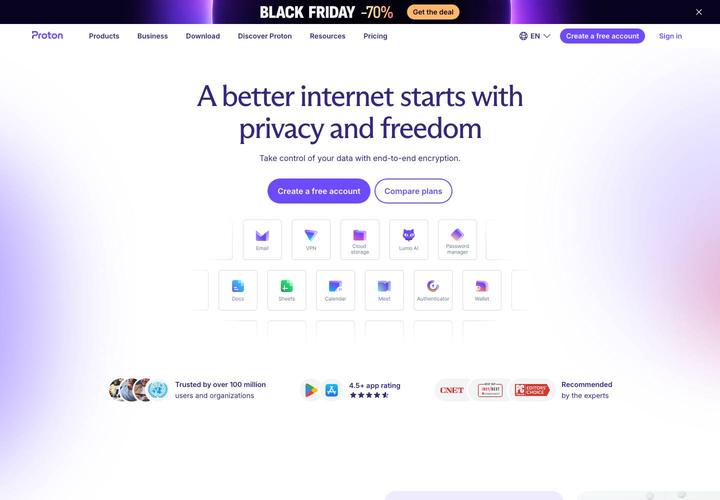 BLACK FRIDAY -70%
Get the deal
Proton
Products
Business
Download
Discover Proton
Resources
Pricing
EN
Create a free account
Sign in
A better internet starts with
privacy and freedom
Take control of your data with end-to-end encryption.
Create a free account
Compare plans
Email
VPN
Cloud
storage
Lumo AI
Password
manager
Docs
Sheets
Calendar
Meet
Authenticator
Wallet
Trusted by over 100 million
users and organizations
4.5+ app rating
CNET
PC
EDITORS'
CHOICE
Recommended
by the experts